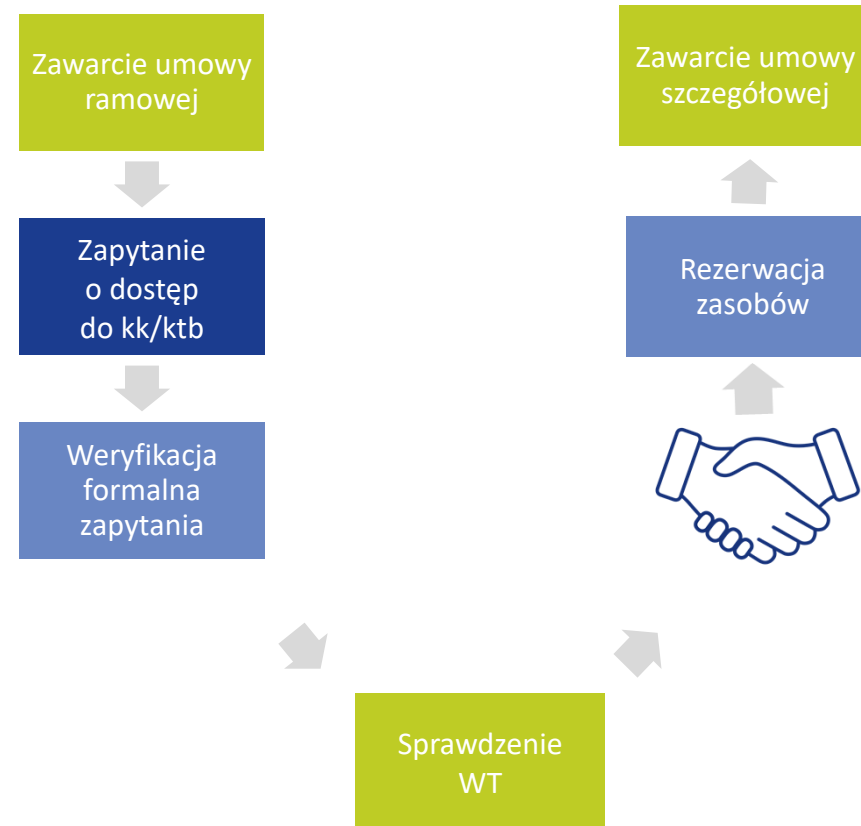 Zawarcie umowy
ramowej
Zapytanie
o dostęp
do kk/ktb
Weryfikacja
formalna
zapytania
Sprawdzenie
WT
Rezerwacja
zasobów
Zawarcie umowy
szczegółowej